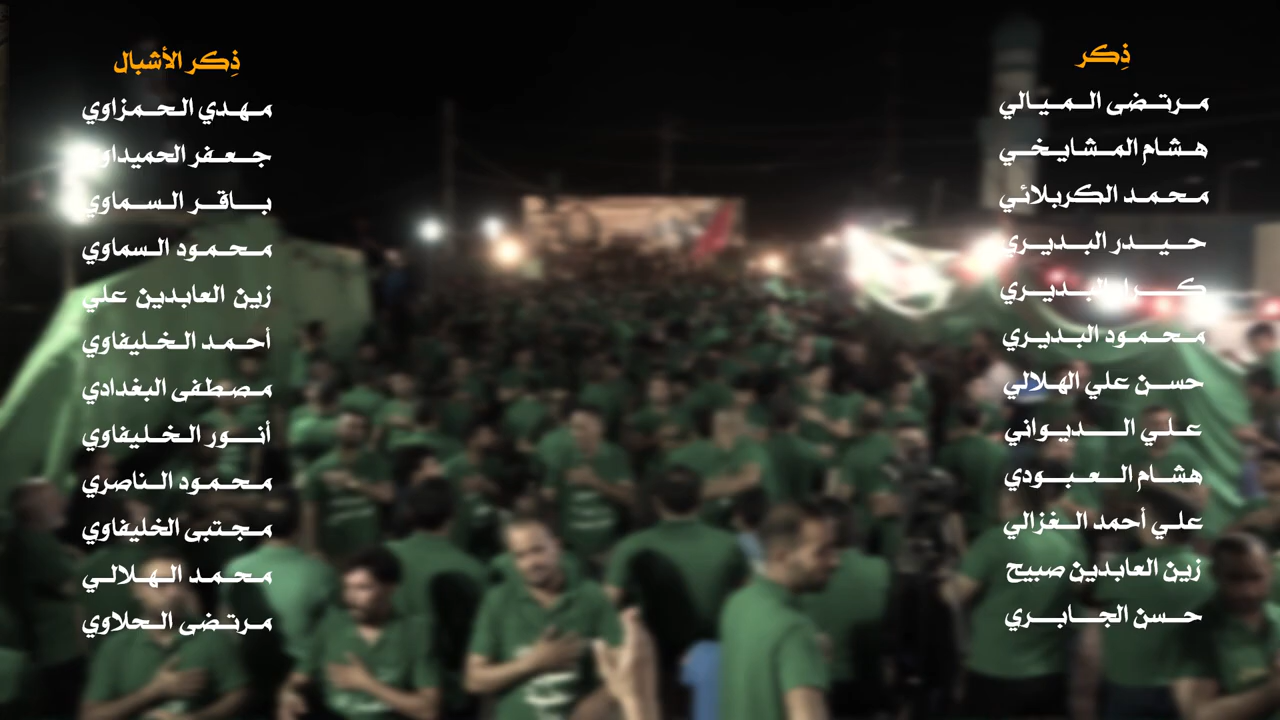 ذِكر
مرتضى الميالي
هشام المشايخي
محمد الكربلائي
حيدر البديري
كرار البديري
محمود البديري
حسن علي الهلالي
علي الديواني
هشام العبودي
علي أحمد الغزالي
زين العابدين صبيح
حسن الجابري
ذِكر الأشبال
مهدي الحمزاوي
جعفر الحميداوي
باقر السماوي
محمود السماوي
زين العابدين علي
أحمد الخليفاوي
مصطفى البغدادي
أنور الخليفاوي
محمود الناصري
مجتبى الخليفاوي
محمد الهلالي
مرتضى الحلاوي